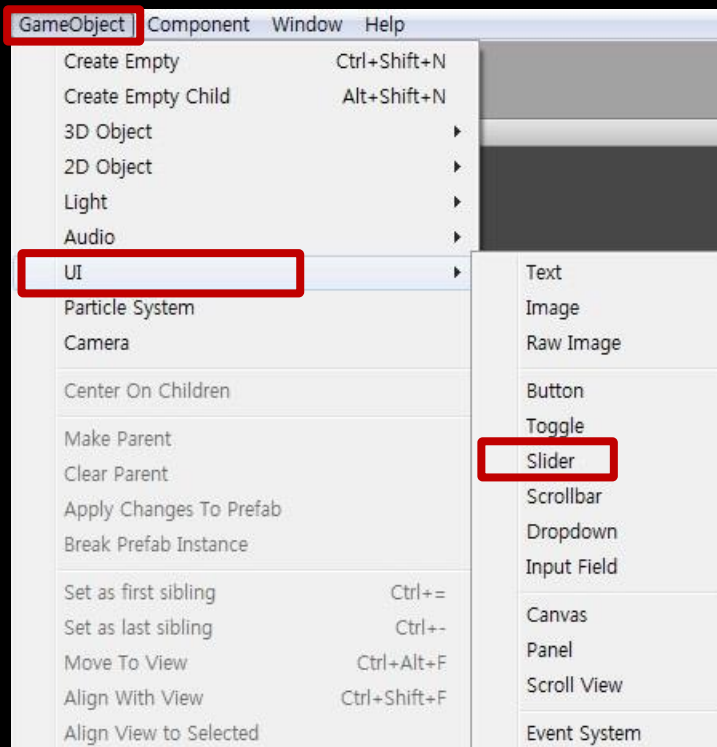 GameObject Component Window Help
Create Empty Ctrl+Shift+N
Create Empty Child Alt+Shift+N
3D Object
2D Object
Light
Audio
UI
Particle System
Camera
Center On Children
Make Parent
Clear Parent
Apply Changes To Prefab
Break Prefab Instance
Set as first sibling Ctrl+=
Set as last sibling Ctrl+-
Move To View Ctrl+Alt+F
Align With View Ctrl+Shift+F
Align View to Selected
Text
Image
Raw Image
Button
Toggle
Slider
Scrollbar
Dropdown
Input Field
Canvas
Panel
Scroll View
Event System